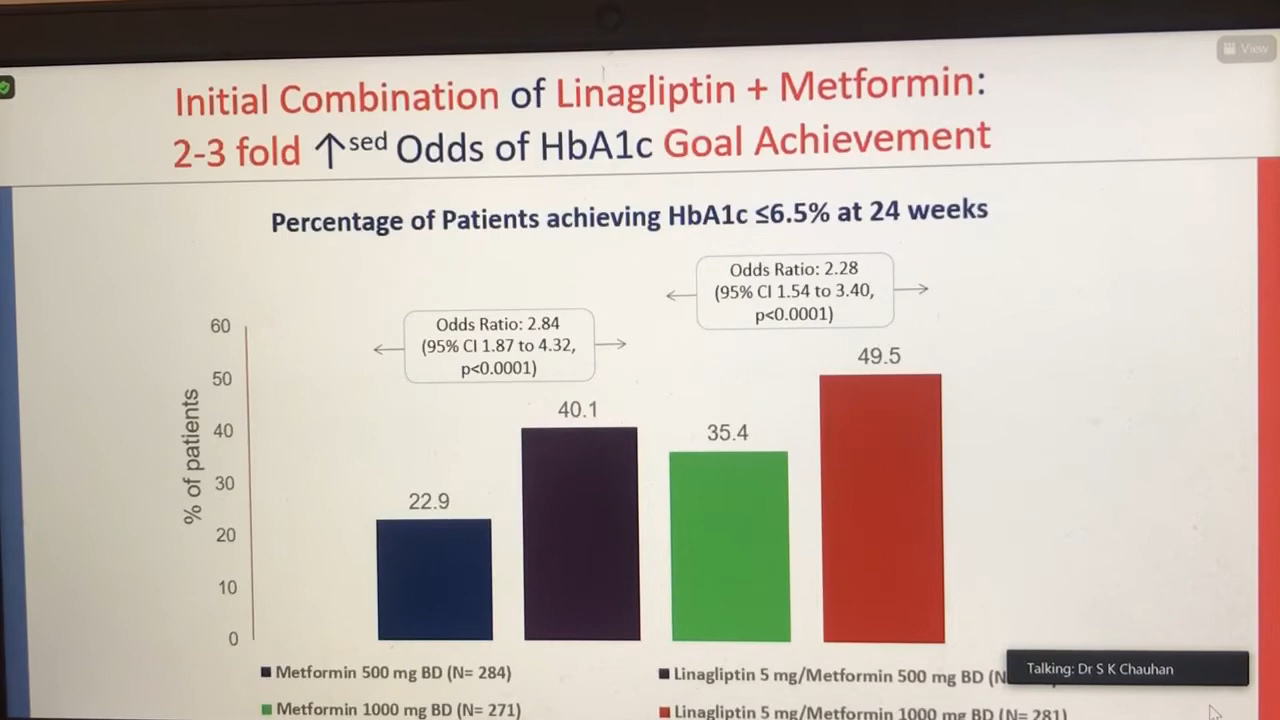 View
Initial Combination of Linagliptin + Metformin:
2-3 fold ↑sed Odds of HbA1c Goal Achievement
Percentage of Patients achieving HbA1c ≤6.5% at 24 weeks
Odds Ratio: 2.28
(95% CI 1.54 to 3.40,
p<0.0001)
Odds Ratio: 2.84
(95% CI 1.87 to 4.32,
p<0.0001)
% of patients
60
50
40
30
20
10
0
22.9
40.1
35.4
49.5
Metformin 500 mg BD (N= 284)
Linagliptin 5 mg/Metformin 500 mg BD (N
Metformin 1000 mg BD (N= 271)
Linagliptin 5 mg/Metformin 1000 mg BD (N= 281)
Talking: Dr S K Chauhan